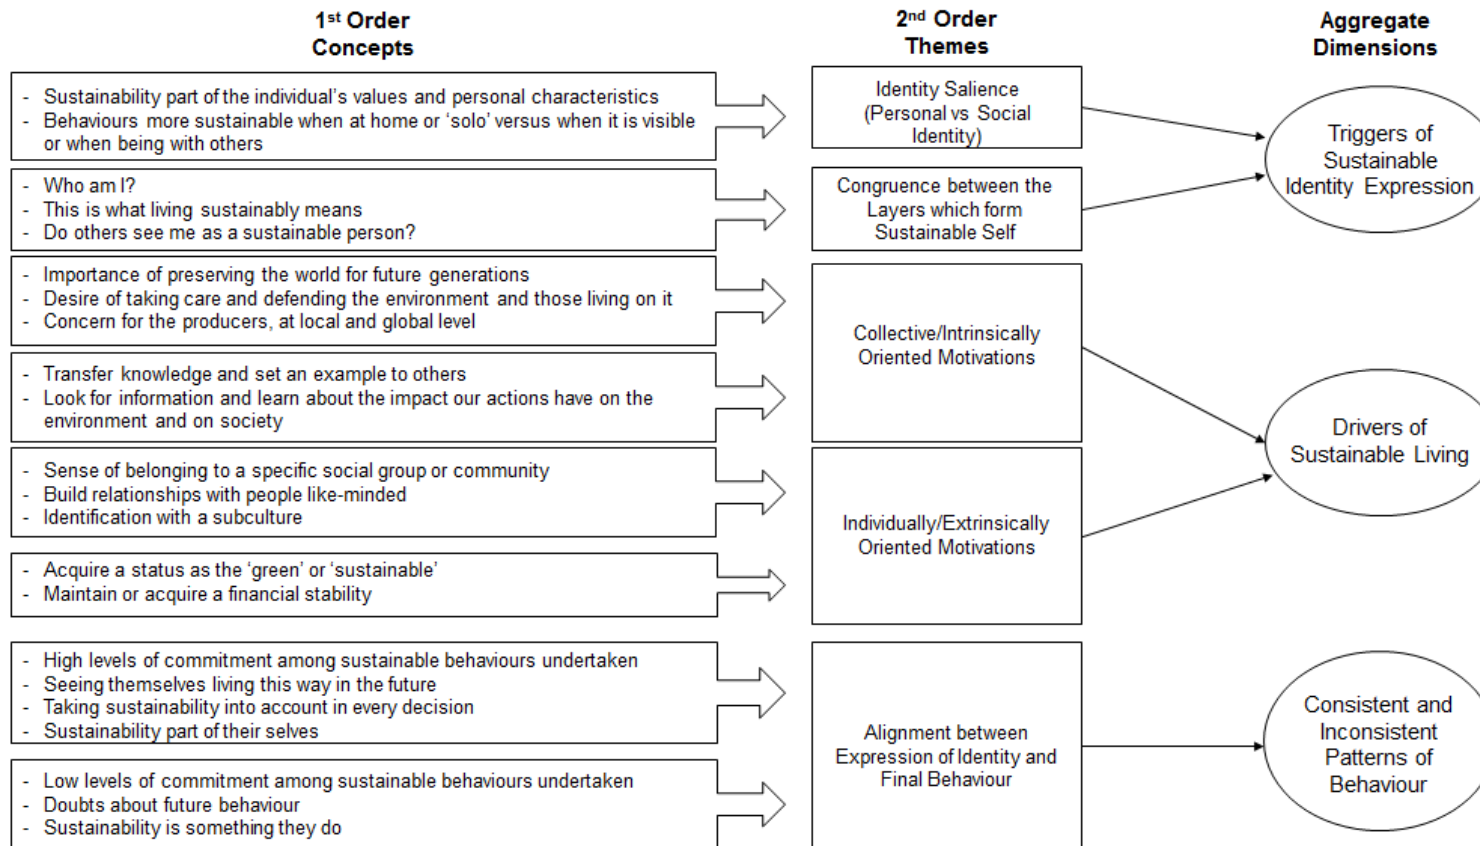 1st Order
Concepts
2nd Order
Themes
Aggregate
Dimensions
- Sustainability part of the individual's values and personal characteristics
- Behaviours more sustainable when at home or 'solo' versus when it is visible
or when being with others
Identity Salience
(Personal vs Social
Identity)
Triggers of
Sustainable
Identity Expression
- Who am I?
- This is what living sustainably means
- Do others see me as a sustainable person?
Congruence between the
Layers which form
Sustainable Self
- Importance of preserving the world for future generations
- Desire of taking care and defending the environment and those living on it
- Concern for the producers, at local and global level
Collective/Intrinsically
Oriented Motivations
- Transfer knowledge and set an example to others
- Look for information and learn about the impact our actions have on the
environment and on society
Drivers of
Sustainable Living
- Sense of belonging to a specific social group or community
- Build relationships with people like-minded
- Identification with a subculture
Individually/Extrinsically
Oriented Motivations
- Acquire a status as the 'green' or 'sustainable'
- Maintain or acquire a financial stability
- High levels of commitment among sustainable behaviours undertaken
- Seeing themselves living this way in the future
- Taking sustainability into account in every decision
- Sustainability part of their selves
Alignment between
Expression of Identity and
Final Behaviour
Consistent and
Inconsistent
Patterns of
Behaviour
- Low levels of commitment among sustainable behaviours undertaken
- Doubts about future behaviour
- Sustainability is something they do